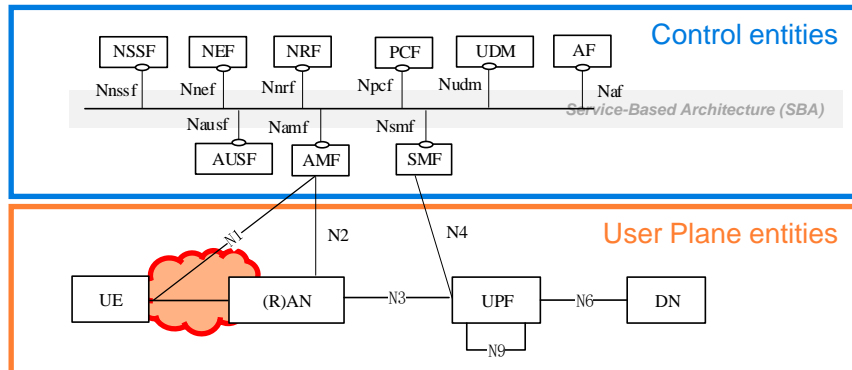 Control entities
NSSF
NEF
NRF
PCF
UDM
AF
Nnssf
Nnef
Nnrf
Npcf
Nudm
Naf
Service-Based Architecture (SBA)
Nausf
Namf
Nsmf
AUSF
AMF
SMF
User Plane entities
N1
N2
N4
UE
(R)AN
N3
UPF
N6
DN
N9